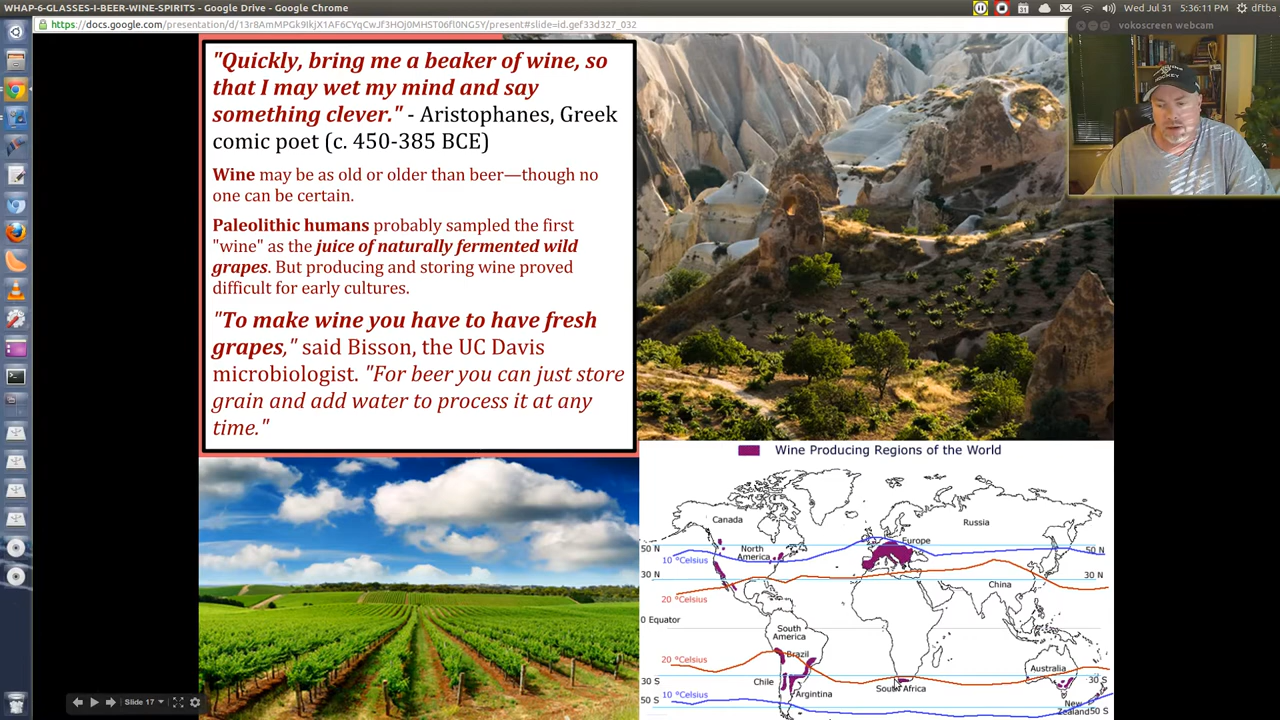 WHAP-6-GLASSES-I-BEER-WINE-SPIRITS - Google Drive - Google Chrome
Wed Jul 31
5:36:11 PM
dftba
vokoscreen webcam
"Quickly, bring me a beaker of wine, so
that I may wet my mind and say
something clever." - Aristophanes, Greek
comic poet (c. 450-385 BCE)
Wine may be as old or older than beer—though no
one can be certain.
Paleolithic humans probably sampled the first
"wine" as the juice of naturally fermented wild
grapes. But producing and storing wine proved
difficult for early cultures.
"To make wine you have to have fresh
grapes," said Bisson, the UC Davis
microbiologist. "For beer you can just store
grain and add water to process it at any
time."
HOCKEY
Wine Producing Regions of the World
Canada
Russia
Europe
North
America
50 N
50 N
10 °Celsius
30 N
30 N
China
20 °Celsius
0 Equator
South
America
Brazil
20 °Celsius
Australia
30 S
30 S
Chile
South Africa
Argintina
10 °Celsius
50 S
New
Zealand
50 S
Slide 17